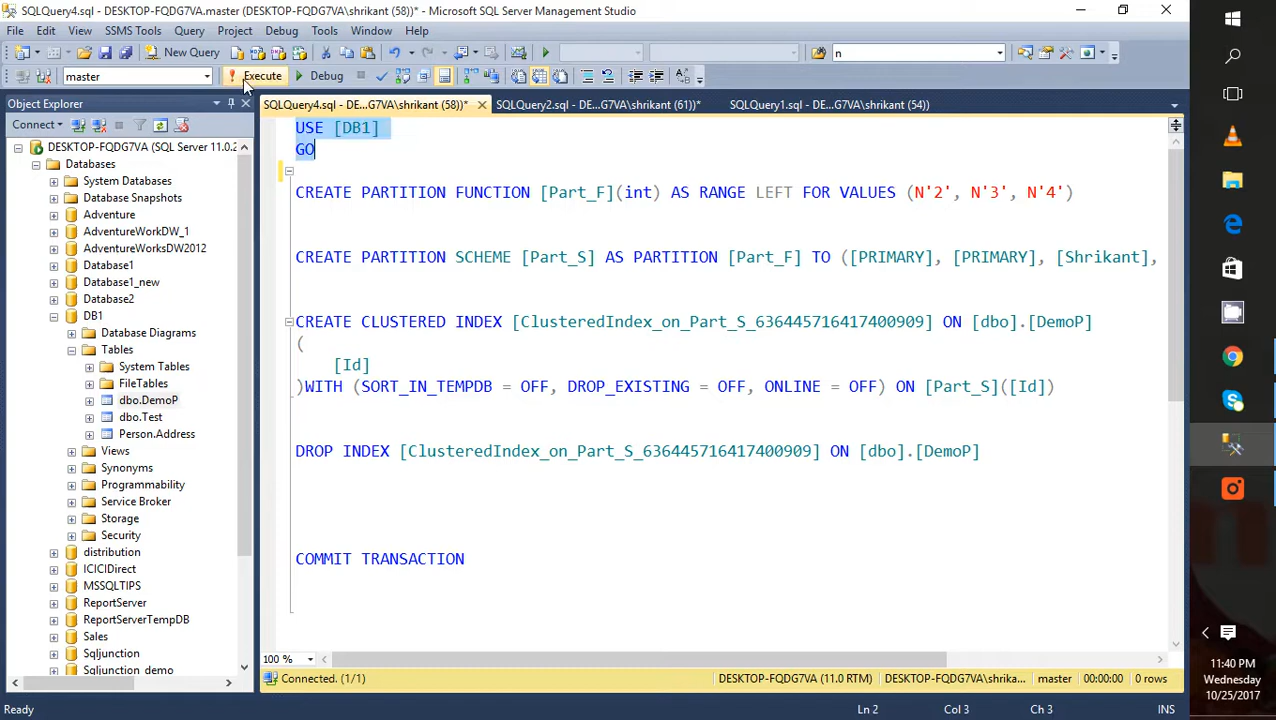 SQLQuery4.sql - DESKTOP-FQDG7VA.master (DESKTOP-FQDG7VA\shrikant (58))* - Microsoft SQL Server Management Studio
File Edit View SSMS Tools Project Debug Tools Window Help
New Query n
master Execute Debug
Object Explorer
SQLQuery4.sql - DE...G7VA\shrikant (58))* SQLQuery2.sql - DE...G7VA\shrikant (61))* SQLQuery1.sql - DE...G7VA\shrikant (54))
Connect
DESKTOP-FQDG7VA (SQL Server 11.0.2
Databases
System Databases
Database Snapshots
Adventure
AdventureWorkDW_1
AdventureWorksDW2012
Database1
Database1_new
Database2
DB1
Database Diagrams
Tables
System Tables
FileTables
dbo.DemoP
dbo.Test
Person.Address
Views
Synonyms
Programmability
Service Broker
Storage
Security
distribution
ICICIDirect
MSSQLTIPS
ReportServer
ReportServerTempDB
Sales
Sqljunction
Sqljunction_demo
USE [DB1]
GO
CREATE PARTITION FUNCTION [Part_F](int) AS RANGE LEFT FOR VALUES (N'2', N'3', N'4')
CREATE PARTITION SCHEME [Part_S] AS PARTITION [Part_F] TO ([PRIMARY], [PRIMARY], [Shrikant],
CREATE CLUSTERED INDEX [ClusteredIndex_on_Part_S_636445716417400909] ON [dbo].[DemoP]
(
[Id]
)WITH (SORT_IN_TEMPDB = OFF, DROP_EXISTING = OFF, ONLINE = OFF) ON [Part_S]([Id])
DROP INDEX [ClusteredIndex_on_Part_S_636445716417400909] ON [dbo].[DemoP]
COMMIT TRANSACTION
100 %
Connected. (1/1) DESKTOP-FQDG7VA (11.0 RTM) DESKTOP-FQDG7VA\shrika... master 00:00:00 0 rows
Ready Ln 2 Col 3 Ch 3 INS
11:40 PM
Wednesday
10/25/2017